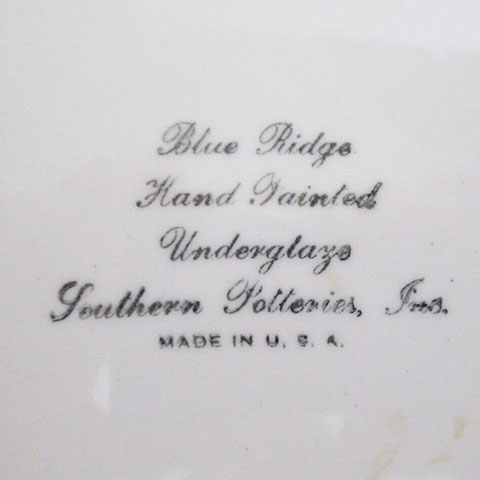 Blue Ridge
Hand Painted
Underglaze
Southern Potteries, Inc.
MADE IN U. S. A.